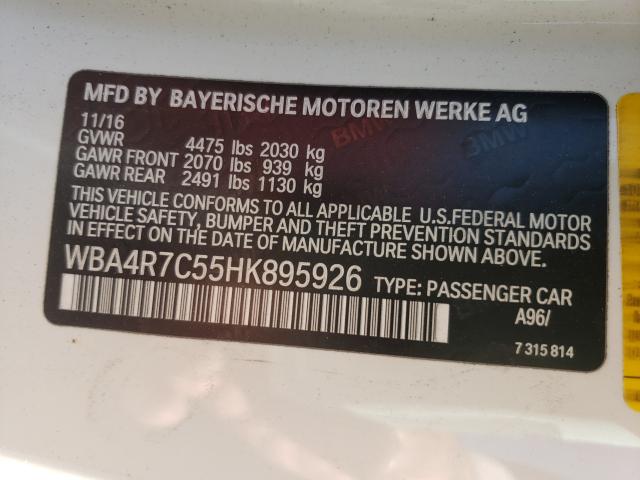 MFD BY BAYERISCHE MOTOREN WERKE AG
11/16
GVWR 4475 lbs 2030 kg
GAWR FRONT 2070 lbs 939 kg
GAWR REAR 2491 lbs 1130 kg
THIS VEHICLE CONFORMS TO ALL APPLICABLE U.S.FEDERAL MOTOR
VEHICLE SAFETY, BUMPER AND THEFT PREVENTION STANDARDS
IN EFFECT ON THE DATE OF MANUFACTURE SHOWN ABOVE.
WBA4R7C55HK895926 TYPE: PASSENGER CAR
A96/
7 315 814
BMW
BMW